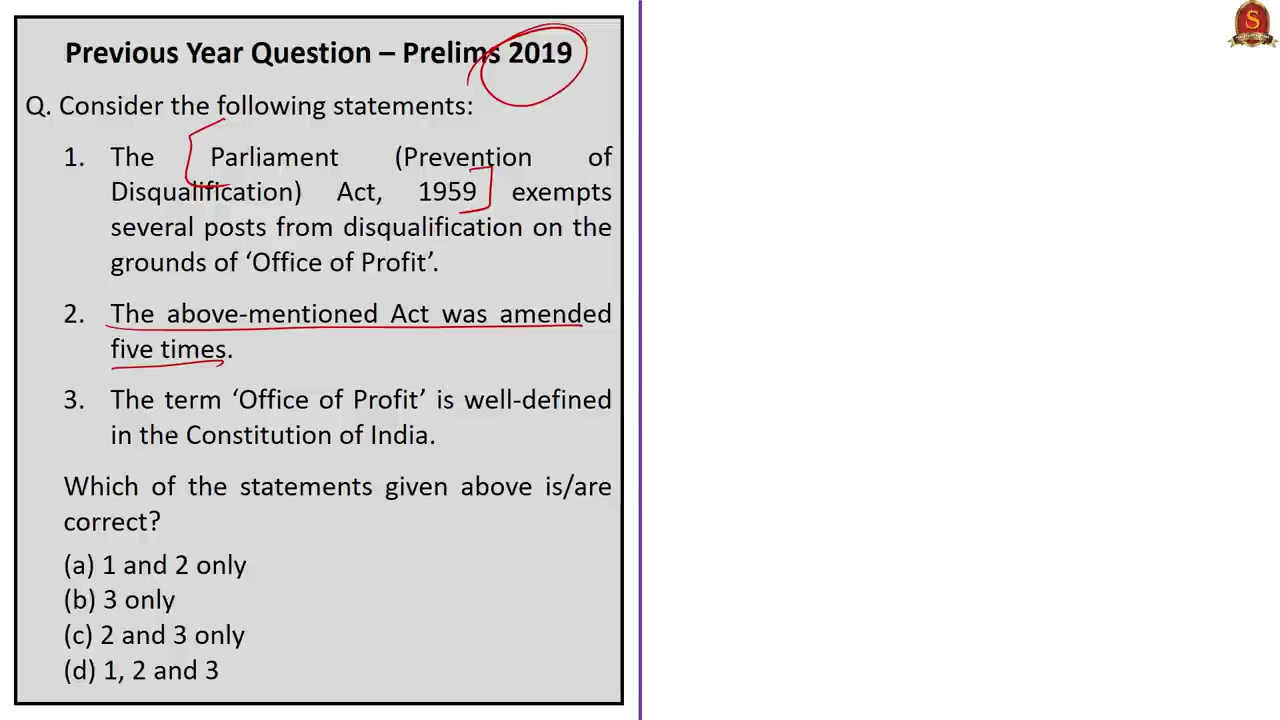 Previous Year Question – Prelims 2019
Q. Consider the following statements:
1. The Parliament (Prevention of
Disqualification) Act, 1959 exempts
several posts from disqualification on the
grounds of ‘Office of Profit’.
2. The above-mentioned Act was amended
five times.
3. The term ‘Office of Profit’ is well-defined
in the Constitution of India.
Which of the statements given above is/are
correct?
(a) 1 and 2 only
(b) 3 only
(c) 2 and 3 only
(d) 1, 2 and 3
S